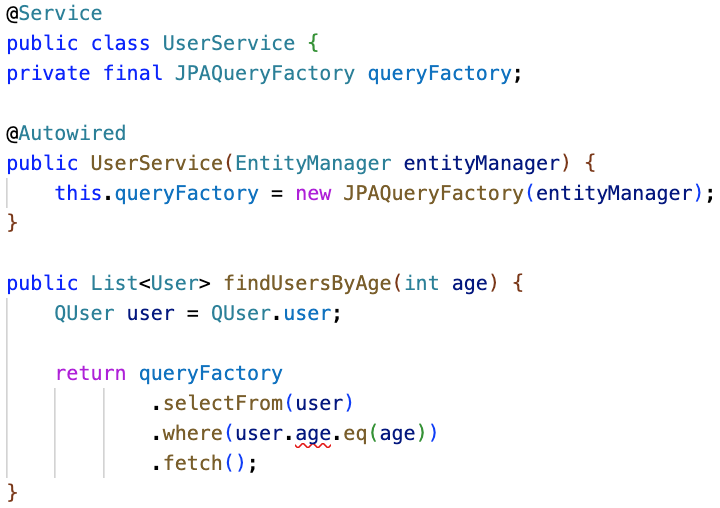 @Service
public class UserService {
private final JPAQueryFactory queryFactory;

@Autowired
public UserService(EntityManager entityManager) {
    this.queryFactory = new JPAQueryFactory(entityManager);
}

public List<User> findUsersByAge(int age) {
    QUser user = QUser.user;

    return queryFactory
            .selectFrom(user)
            .where(user.age.eq(age))
            .fetch();
}